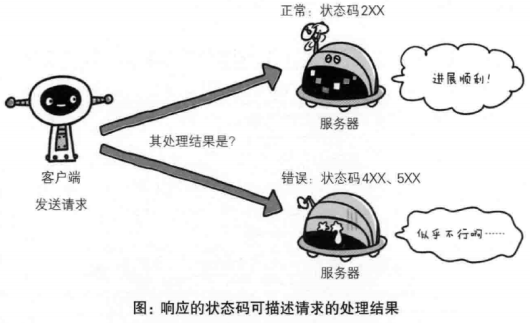 正常：状态码2XX
进展顺利！
服务器
其处理结果是？
客户端
发送请求
错误：状态码4XX、5XX
似乎不行啊……
服务器
图：响应的状态码可描述请求的处理结果